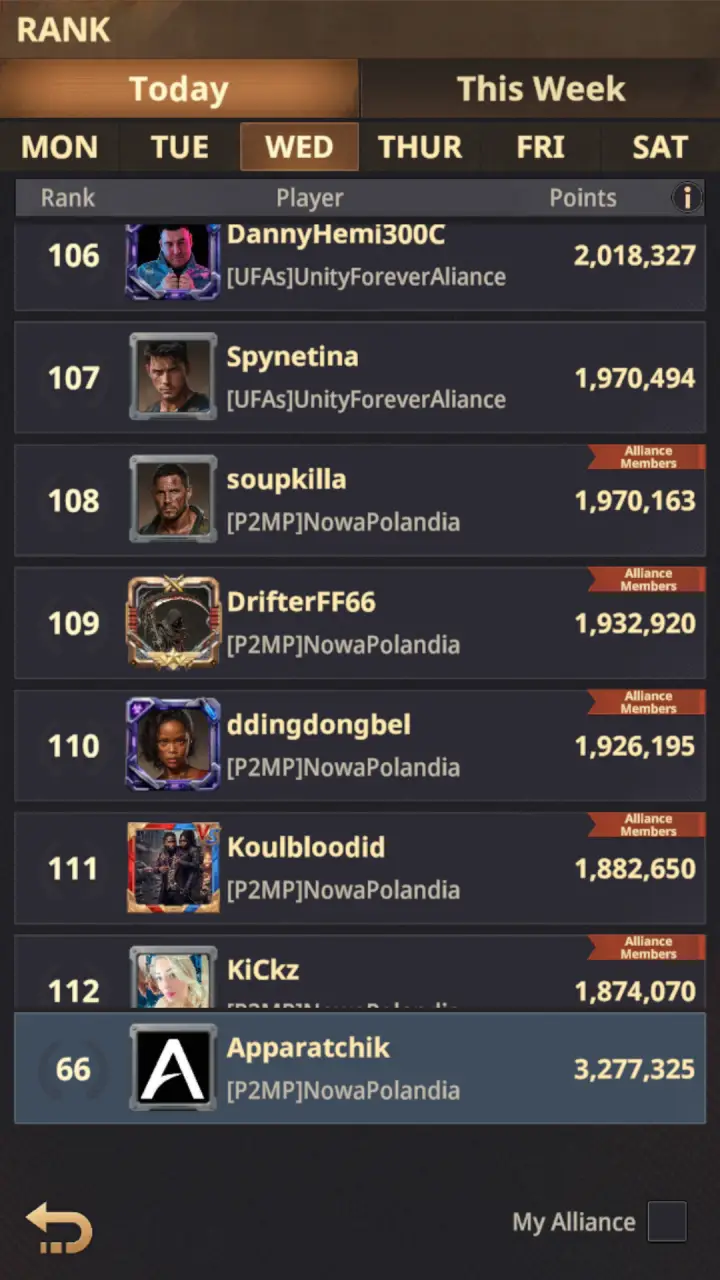 RANK
Today
This Week
MON TUE WED THUR FRI SAT
Rank Player Points i
106 DannyHemi300C 2,018,327
[UFAs]UnityForeverAlliance
107 Spynetina 1,970,494
[UFAs]UnityForeverAlliance
Alliance
Members
108 soupkilla 1,970,163
[P2MP]NowaPolandia
Alliance
Members
109 DrifterFF66 1,932,920
[P2MP]NowaPolandia
Alliance
Members
110 ddingdongbel 1,926,195
[P2MP]NowaPolandia
Alliance
Members
111 Koulbloodid 1,882,650
[P2MP]NowaPolandia
Alliance
Members
112 KiCkz 1,874,070
66 Apparatchik 3,277,325
[P2MP]NowaPolandia
My Alliance